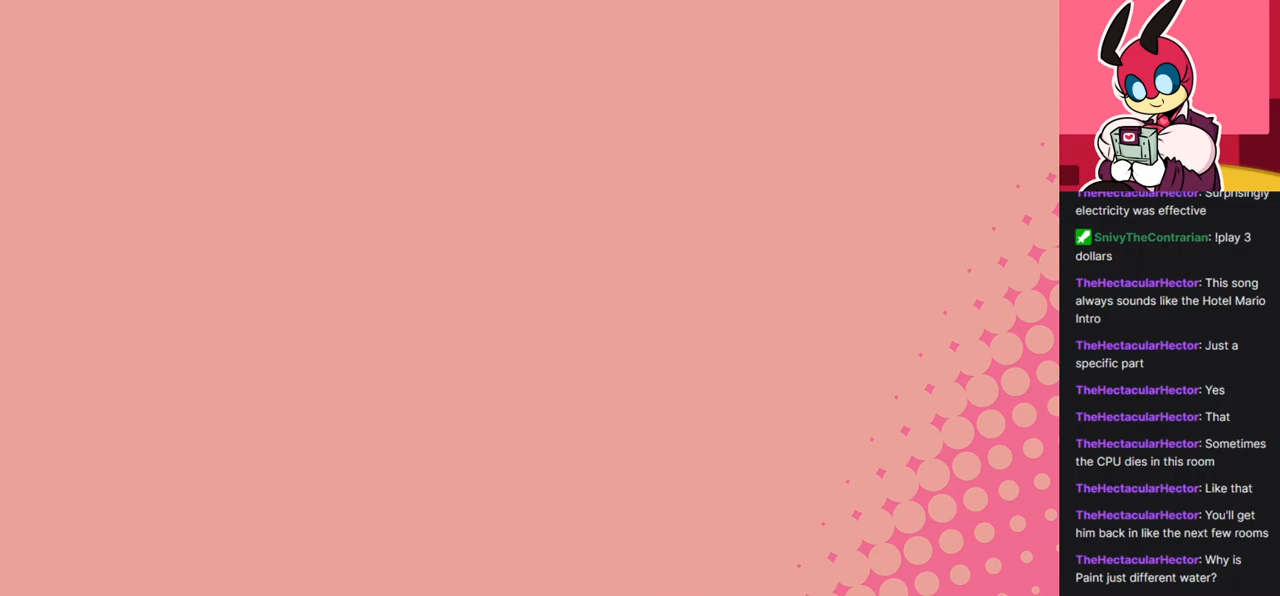 TheHectacularHector: Surprisingly
electricity was effective
SnivyTheContrarian: !play 3
dollars
TheHectacularHector: This song
always sounds like the Hotel Mario
Intro
TheHectacularHector: Just a
specific part
TheHectacularHector: Yes
TheHectacularHector: That
TheHectacularHector: Sometimes
the CPU dies in this room
TheHectacularHector: Like that
TheHectacularHector: You'll get
him back in like the next few rooms
TheHectacularHector: Why is
Paint just different water?